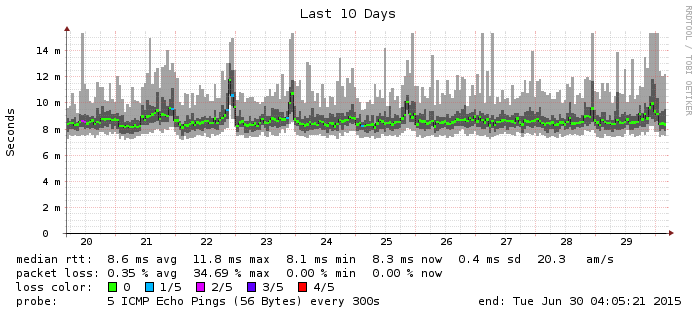 Last 10 Days
RRDTOOL / TOBI OETIKER
Seconds
14 m
12 m
10 m
8 m
6 m
4 m
2 m
0
20 21 22 23 24 25 26 27 28 29
median rtt: 8.6 ms avg 11.8 ms max 8.1 ms min 8.3 ms now 0.4 ms sd 20.3 am/s
packet loss: 0.35 % avg 34.69 % max 0.00 % min 0.00 % now
loss color: 0 1/5 2/5 3/5 4/5
probe: 5 ICMP Echo Pings (56 Bytes) every 300s end: Tue Jun 30 04:05:21 2015